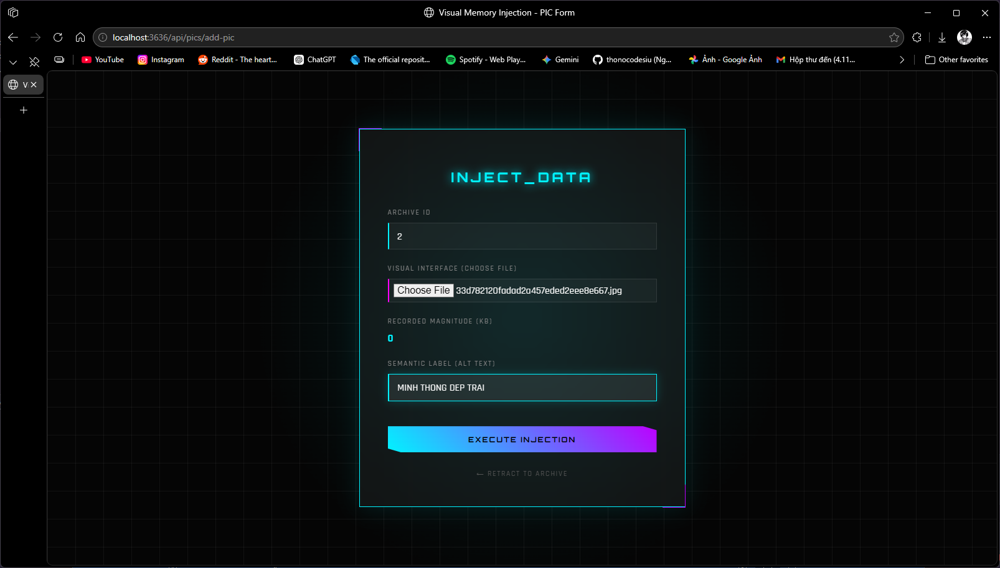 Visual Memory Injection - PIC Form
localhost:3636/api/pics/add-pic
YouTube
Instagram
Reddit - The heart...
ChatGPT
The official reposit...
Spotify - Web Play...
Gemini
thonocodesiu (Ng...
Ảnh - Google Ảnh
Hộp thư đến (4.11...
Other favorites
V
INJECT_DATA
ARCHIVE ID
2
VISUAL INTERFACE (CHOOSE FILE)
Choose File 33d782120fadad2a457eded2eee8e667.jpg
RECORDED MAGNITUDE (KB)
0
SEMANTIC LABEL (ALT TEXT)
MINH THONG DEP TRAI
EXECUTE INJECTION
← RETRACT TO ARCHIVE